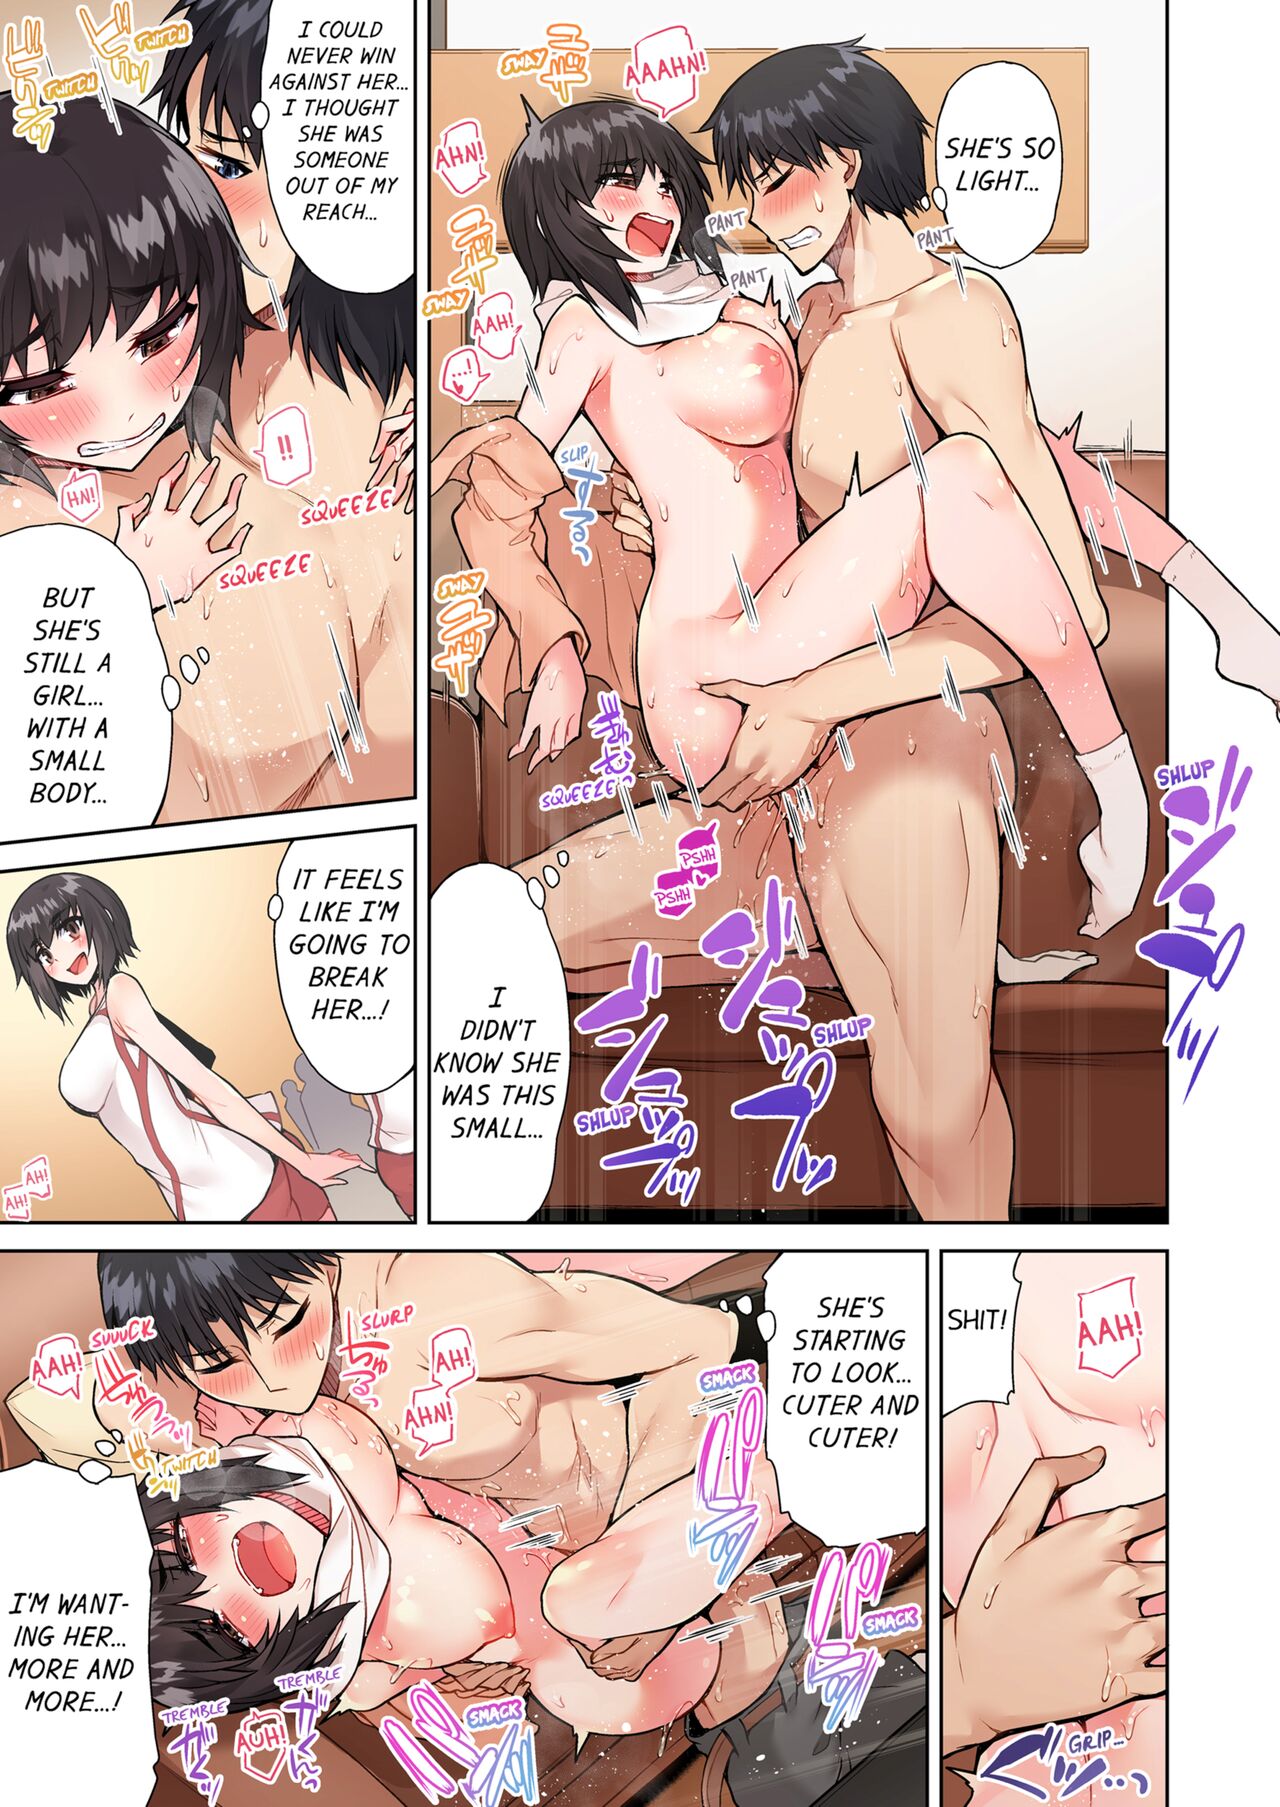 SHE'S SO
LIGHT...
AAAHN!
SWAY
ザッ
AHN!
PANT
PANT
PANT
SWAY
AAH!
...!
SLIP
SWAY
SQUEEZE
SHLUP
PSHH
PSHH
SHLUP
SHLUP
I
DIDN'T
KNOW SHE
WAS THIS
SMALL...
I COULD
NEVER WIN
AGAINST HER...
I THOUGHT
SHE WAS
SOMEONE
OUT OF MY
REACH...
TWITCH
TWITCH
!!
HN!
SQUEEZE
SQUEEZE
BUT
SHE'S
STILL A
GIRL...
WITH A
SMALL
BODY...
IT FEELS
LIKE I'M
GOING TO
BREAK
HER...!
AH!
AH!
SHIT!
AAH!
GRIP...
SHE'S
STARTING
TO LOOK...
CUTER AND
CUTER!
SLURP
SUUUCK
AAH!
AH!
AHN!
SMACK
TWITCH
SMACK
TREMBLE
TREMBLE
AUH!
SMACK
I'M WANT-
ING HER...
MORE AND
MORE...!